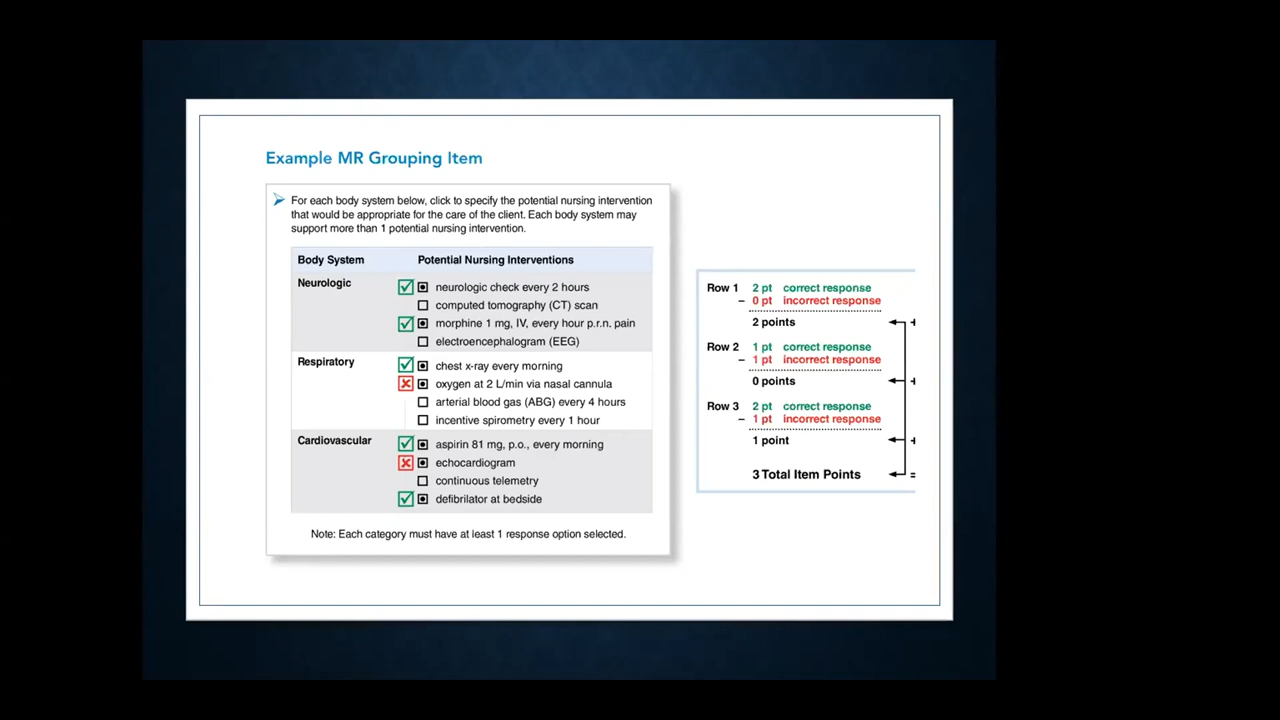 Example MR Grouping Item
For each body system below, click to specify the potential nursing intervention
that would be appropriate for the care of the client. Each body system may
support more than 1 potential nursing intervention.
Body System Potential Nursing Interventions
Neurologic
neurologic check every 2 hours
computed tomography (CT) scan
morphine 1 mg, IV, every hour p.r.n. pain
electroencephalogram (EEG)
Respiratory
chest x-ray every morning
oxygen at 2 L/min via nasal cannula
arterial blood gas (ABG) every 4 hours
incentive spirometry every 1 hour
Cardiovascular
aspirin 81 mg, p.o., every morning
echocardiogram
continuous telemetry
defibrilator at bedside
Note: Each category must have at least 1 response option selected.
Row 1 2 pt correct response
– 0 pt incorrect response
2 points
Row 2 1 pt correct response
– 1 pt incorrect response
0 points
Row 3 2 pt correct response
– 1 pt incorrect response
1 point
3 Total Item Points